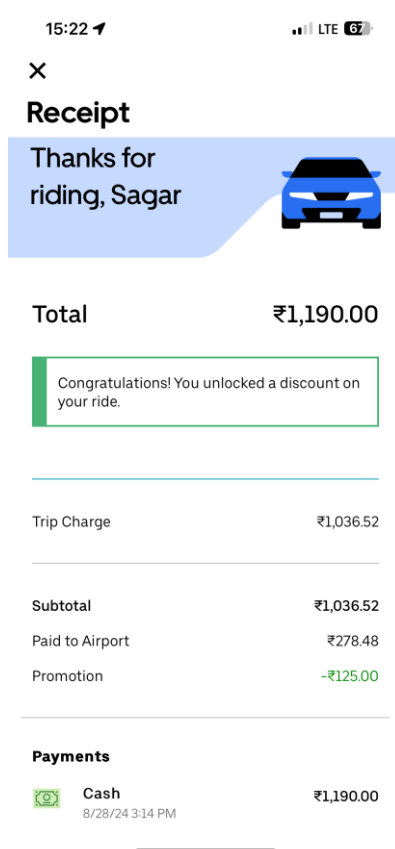 15:22 LTE 67
Receipt
Thanks for
riding, Sagar
Total ₹1,190.00
Congratulations! You unlocked a discount on
your ride.
Trip Charge ₹1,036.52
Subtotal ₹1,036.52
Paid to Airport ₹278.48
Promotion -₹125.00
Payments
Cash ₹1,190.00
8/28/24 3:14 PM